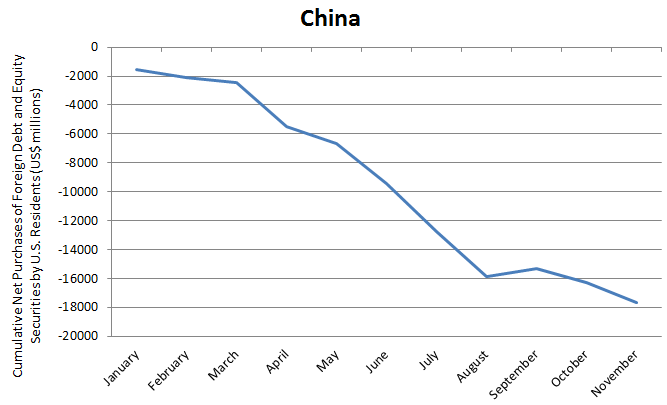 China
Cumulative Net Purchases of Foreign Debt and Equity
Securities by U.S. Residents (US$ millions)
0
-2000
-4000
-6000
-8000
-10000
-12000
-14000
-16000
-18000
-20000
January
February
March
April
May
June
July
August
September
October
November